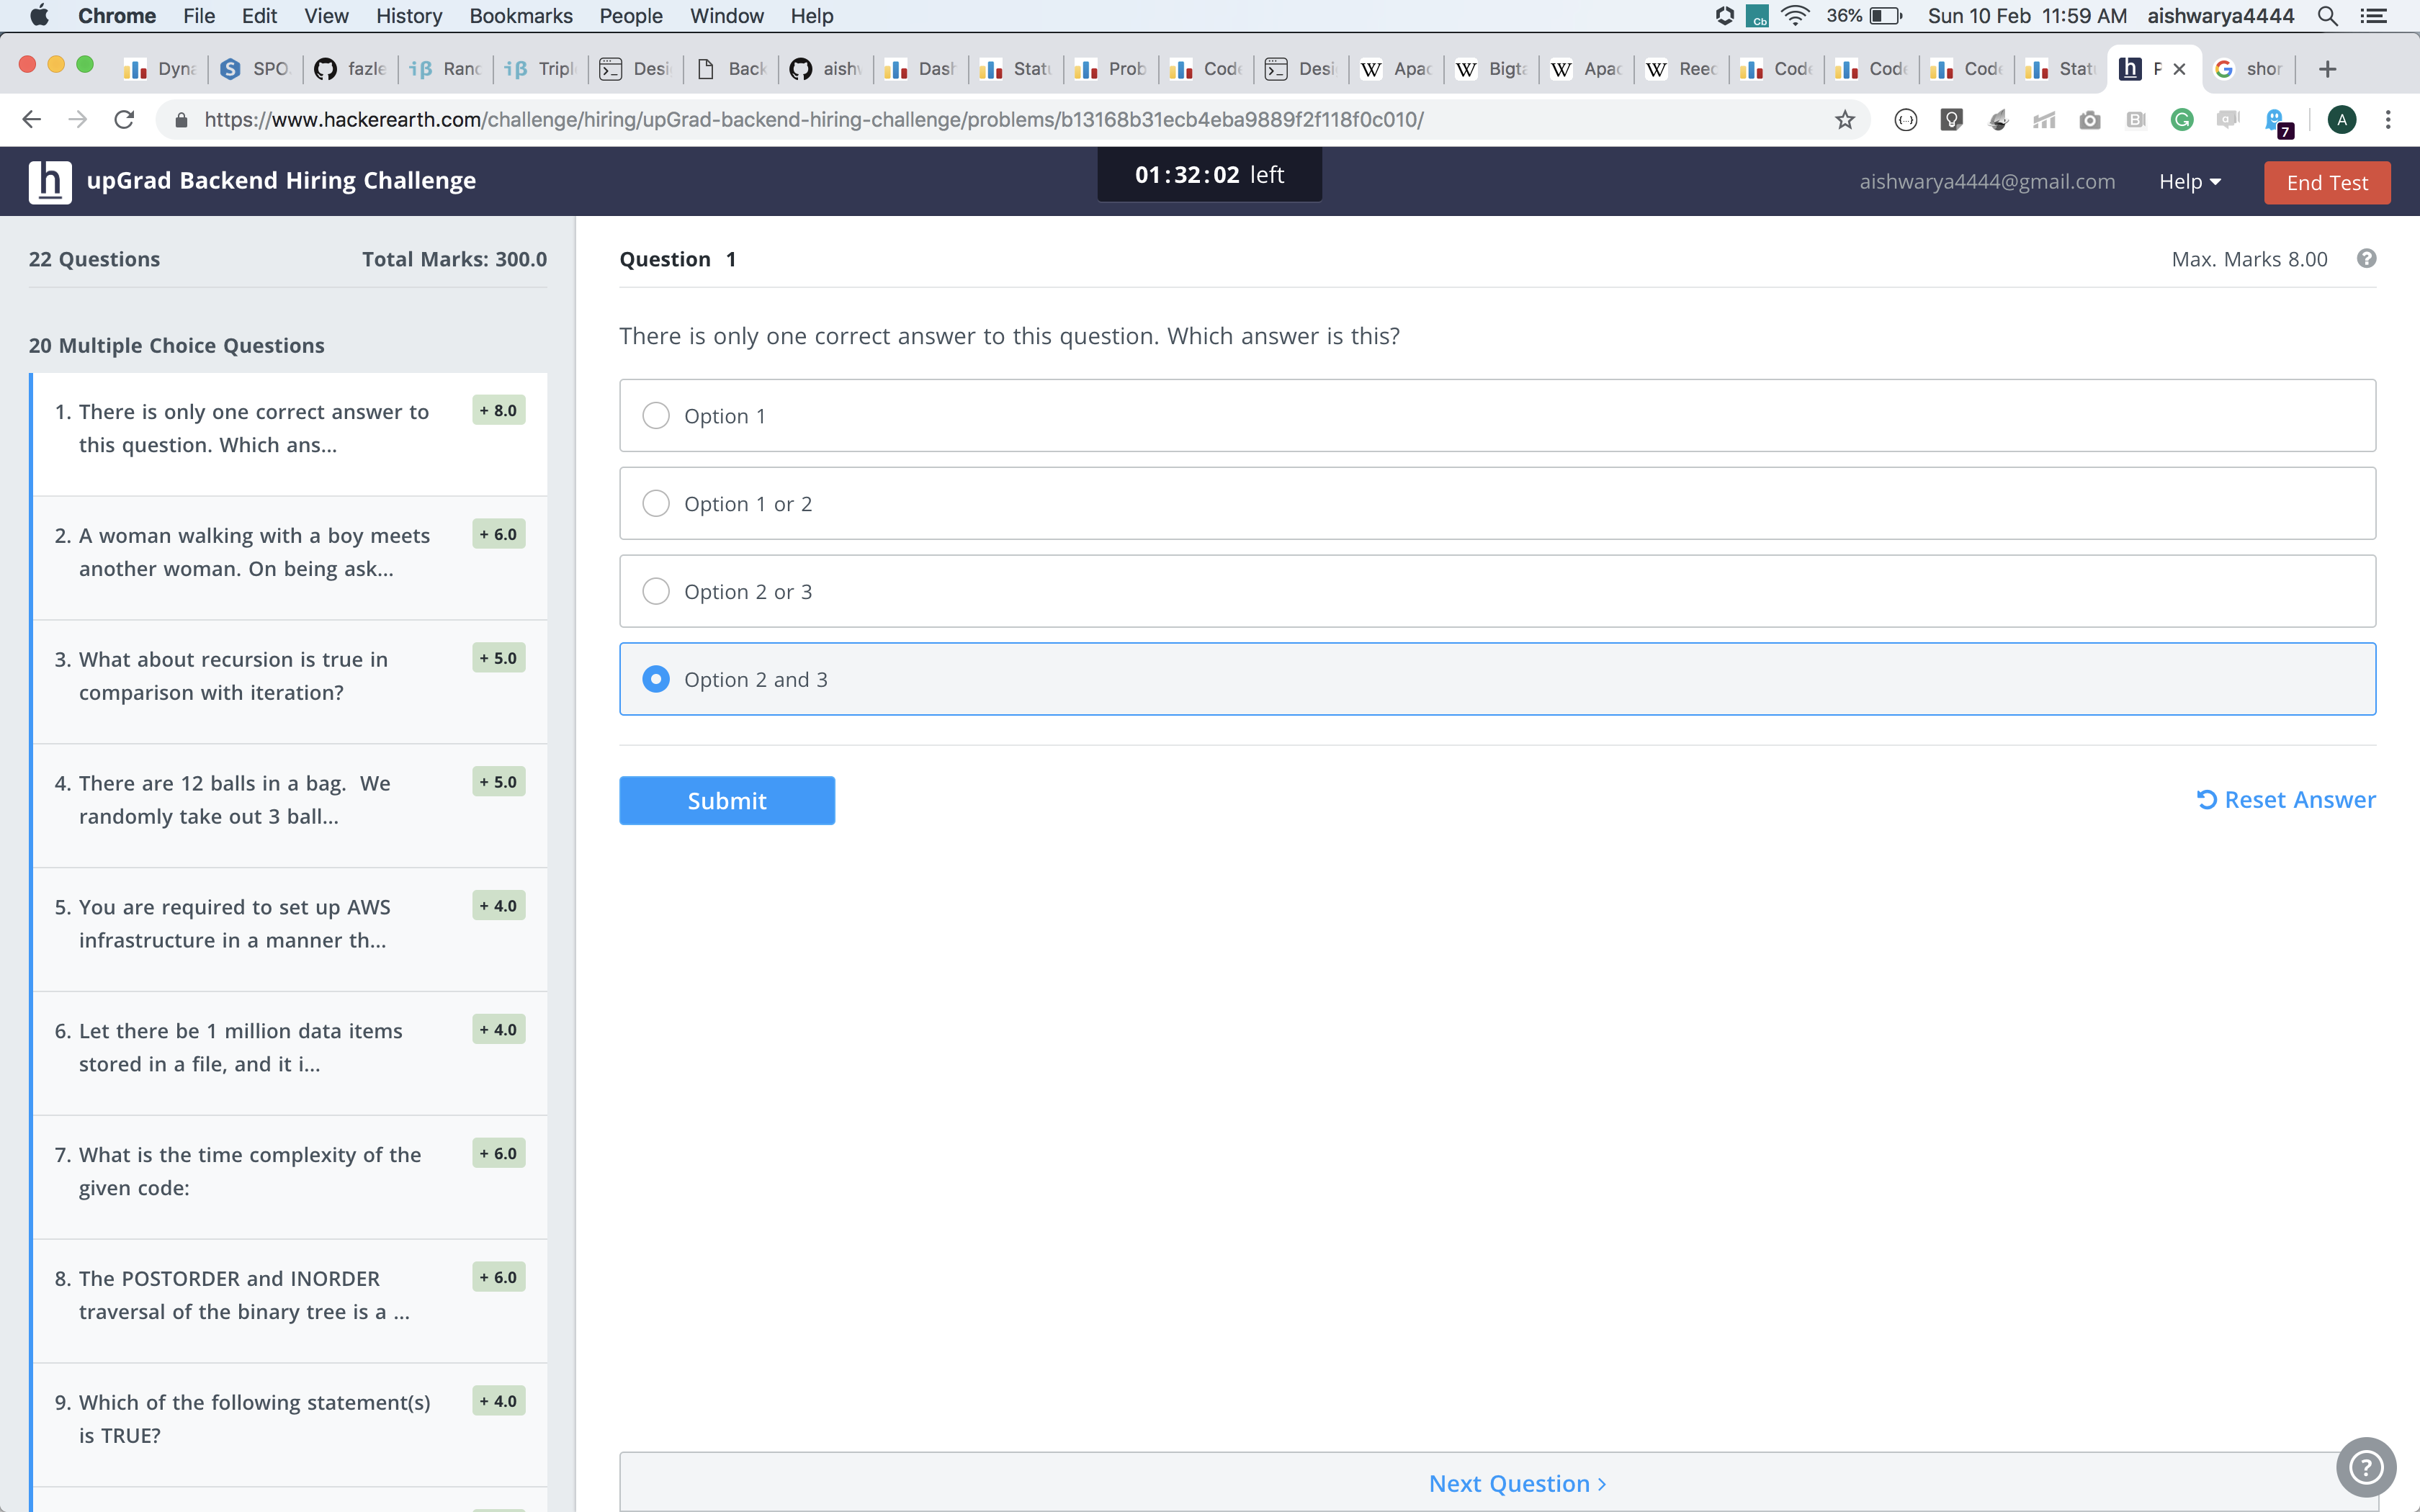 Chrome File Edit View History Bookmarks People Window Help
Cb 36% Sun 10 Feb 11:59 AM aishwarya4444
Dyna SPO fazle Ranc Tripl Desi Back aishw Dash Statu Prob Code Desi Apac Bigta Apac Reed Code Code Code Statu P shor
https://www.hackerearth.com/challenge/hiring/upGrad-backend-hiring-challenge/problems/b13168b31ecb4eba9889f2f118f0c010/
7 A
h upGrad Backend Hiring Challenge
01:32:02 left
aishwarya4444@gmail.com Help End Test
22 Questions Total Marks: 300.0
20 Multiple Choice Questions
1. There is only one correct answer to + 8.0
this question. Which ans...
2. A woman walking with a boy meets + 6.0
another woman. On being ask...
3. What about recursion is true in + 5.0
comparison with iteration?
4. There are 12 balls in a bag. We + 5.0
randomly take out 3 ball...
5. You are required to set up AWS + 4.0
infrastructure in a manner th...
6. Let there be 1 million data items + 4.0
stored in a file, and it i...
7. What is the time complexity of the + 6.0
given code:
8. The POSTORDER and INORDER + 6.0
traversal of the binary tree is a ...
9. Which of the following statement(s) + 4.0
is TRUE?
Question 1 Max. Marks 8.00 ?
There is only one correct answer to this question. Which answer is this?
Option 1
Option 1 or 2
Option 2 or 3
Option 2 and 3
Submit Reset Answer
Next Question >
?